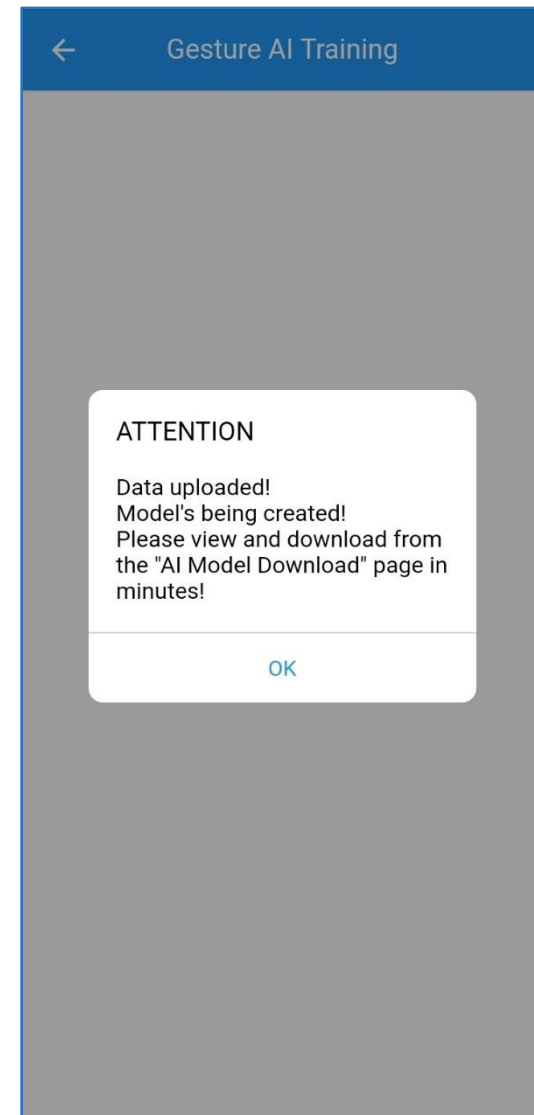 Gesture AI Training
ATTENTION
Data uploaded!
Model's being created!
Please view and download from
the "AI Model Download" page in
minutes!
OK